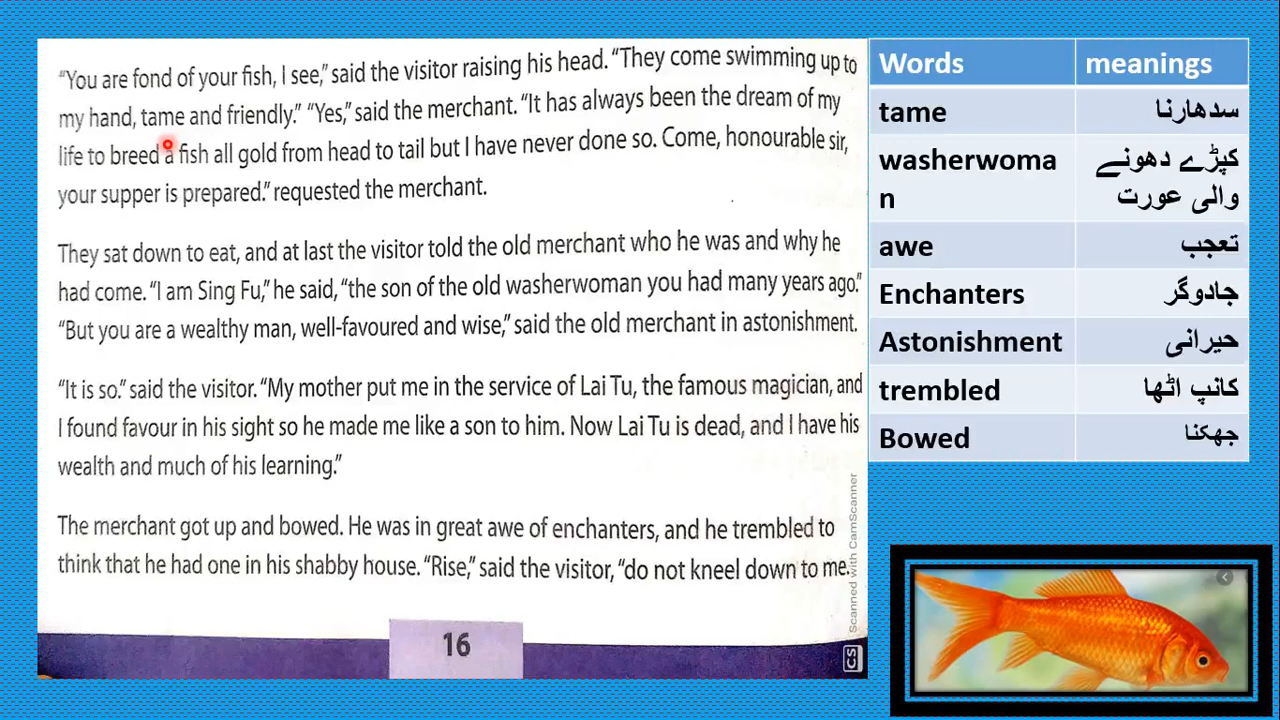 “You are fond of your fish, I see,” said the visitor raising his head. “They come swimming up to
my hand, tame and friendly.” “Yes,” said the merchant. “It has always been the dream of my
life to breed a fish all gold from head to tail but I have never done so. Come, honourable sir,
your supper is prepared.” requested the merchant.
They sat down to eat, and at last the visitor told the old merchant who he was and why he
had come. “I am Sing Fu,” he said, “the son of the old washerwoman you had many years ago.”
“But you are a wealthy man, well-favoured and wise,” said the old merchant in astonishment.
“It is so.” said the visitor. “My mother put me in the service of Lai Tu, the famous magician, and
I found favour in his sight so he made me like a son to him. Now Lai Tu is dead, and I have his
wealth and much of his learning.”
The merchant got up and bowed. He was in great awe of enchanters, and he trembled to
think that he had one in his shabby house. “Rise,” said the visitor, “do not kneel down to me.
16
Scanned with CamScanner
CS
Words meanings
tame سدھارنا
washerwoma کپڑے دھونے
n والی عورت
awe تعجب
Enchanters جادوگر
Astonishment حیرانی
trembled کانپ اٹھا
Bowed جھکنا